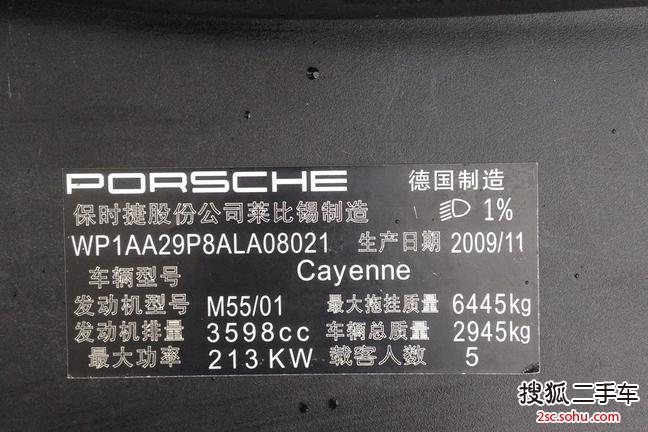 PORSCHE 德国制造
保时捷股份公司莱比锡制造 1%
WP1AA29P8ALA08021 生产日期 2009/11
车辆型号 Cayenne
发动机型号 M55/01 最大拖挂质量 6445kg
发动机排量 3598cc 车辆总质量 2945kg
最大功率 213KW 载客人数 5
搜狐二手车
2sc.sohu.com